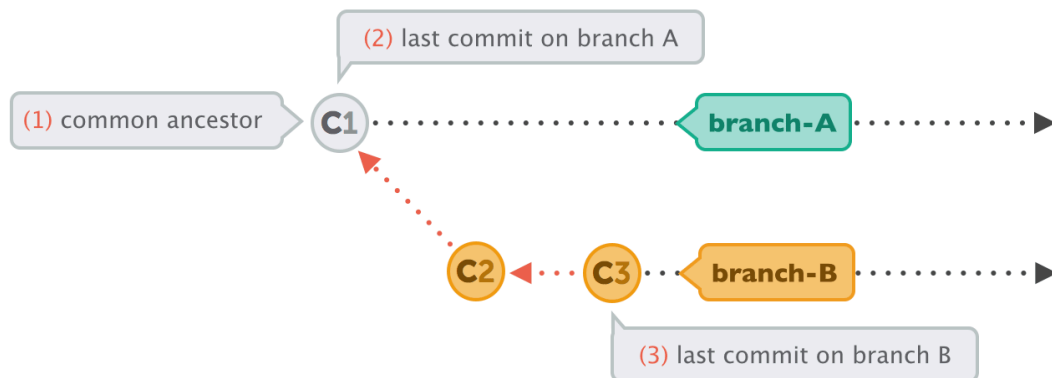 (2) last commit on branch A
(1) common ancestor
C1
branch-A
C2
C3
branch-B
(3) last commit on branch B